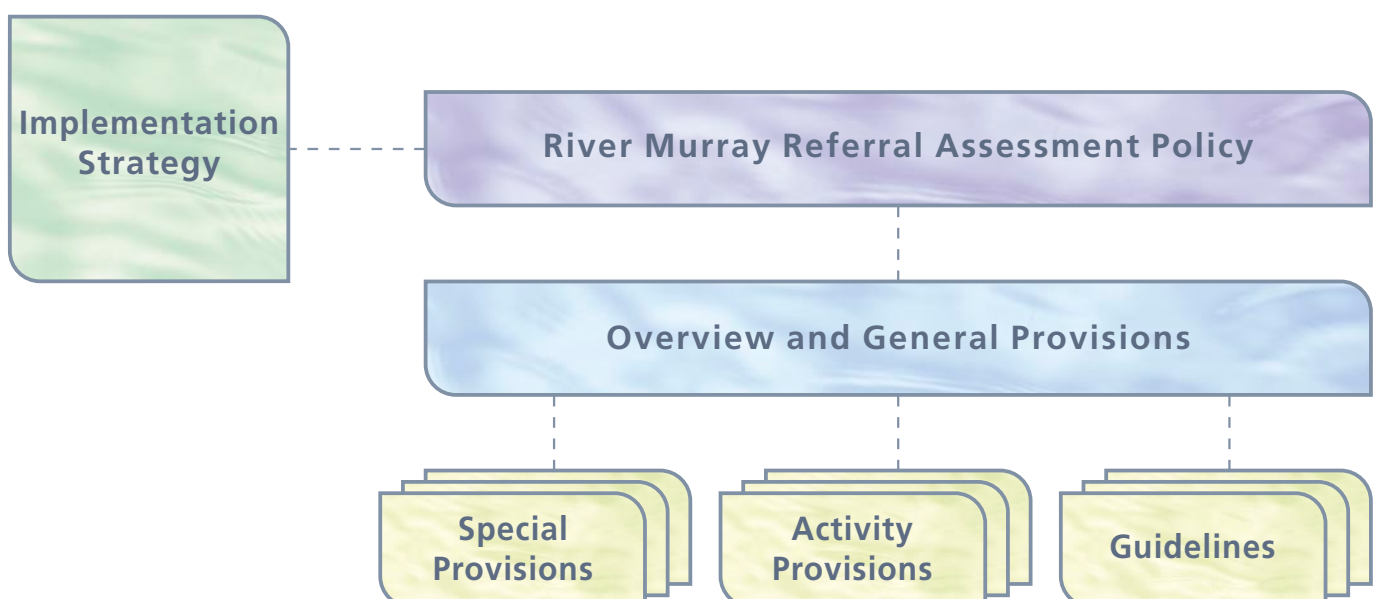 Implementation
Strategy
River Murray Referral Assessment Policy
Overview and General Provisions
Special
Provisions
Activity
Provisions
Guidelines